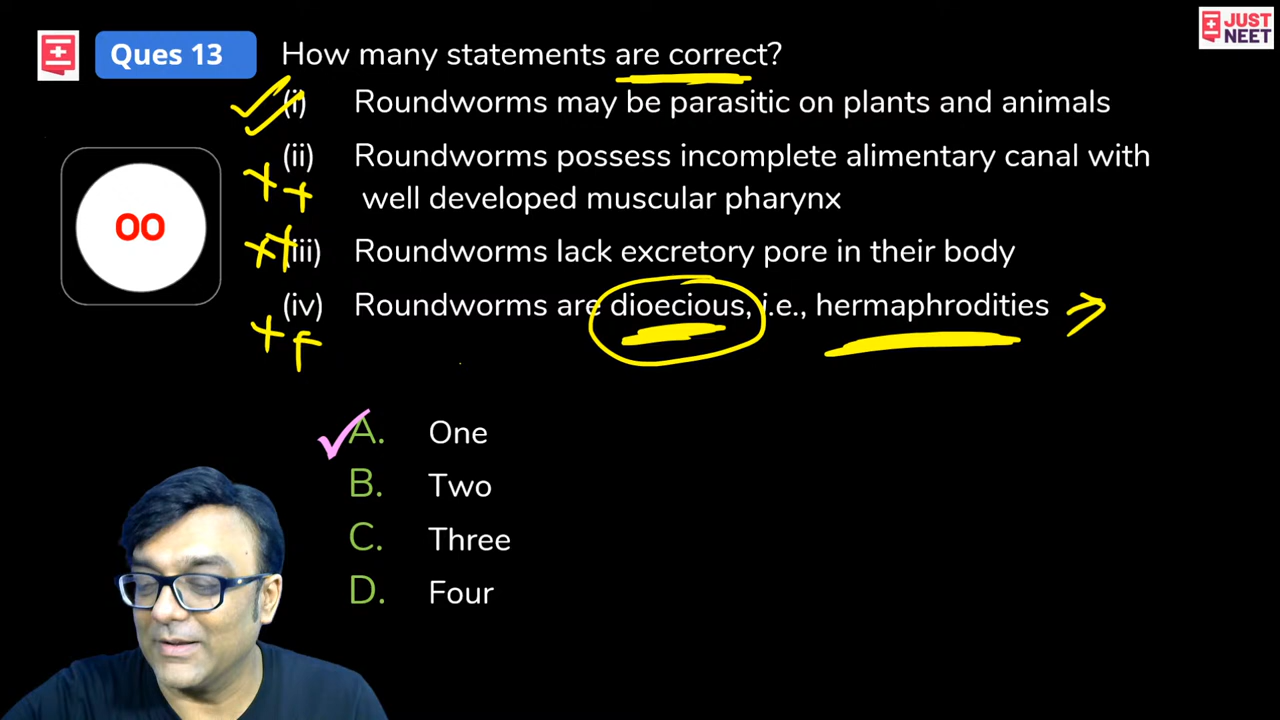 JUST
NEET
Ques 13 How many statements are correct?
(i) Roundworms may be parasitic on plants and animals
(ii) Roundworms possess incomplete alimentary canal with
well developed muscular pharynx
00
(iii) Roundworms lack excretory pore in their body
(iv) Roundworms are dioecious, i.e., hermaphrodities
F
A. One
B. Two
C. Three
D. Four